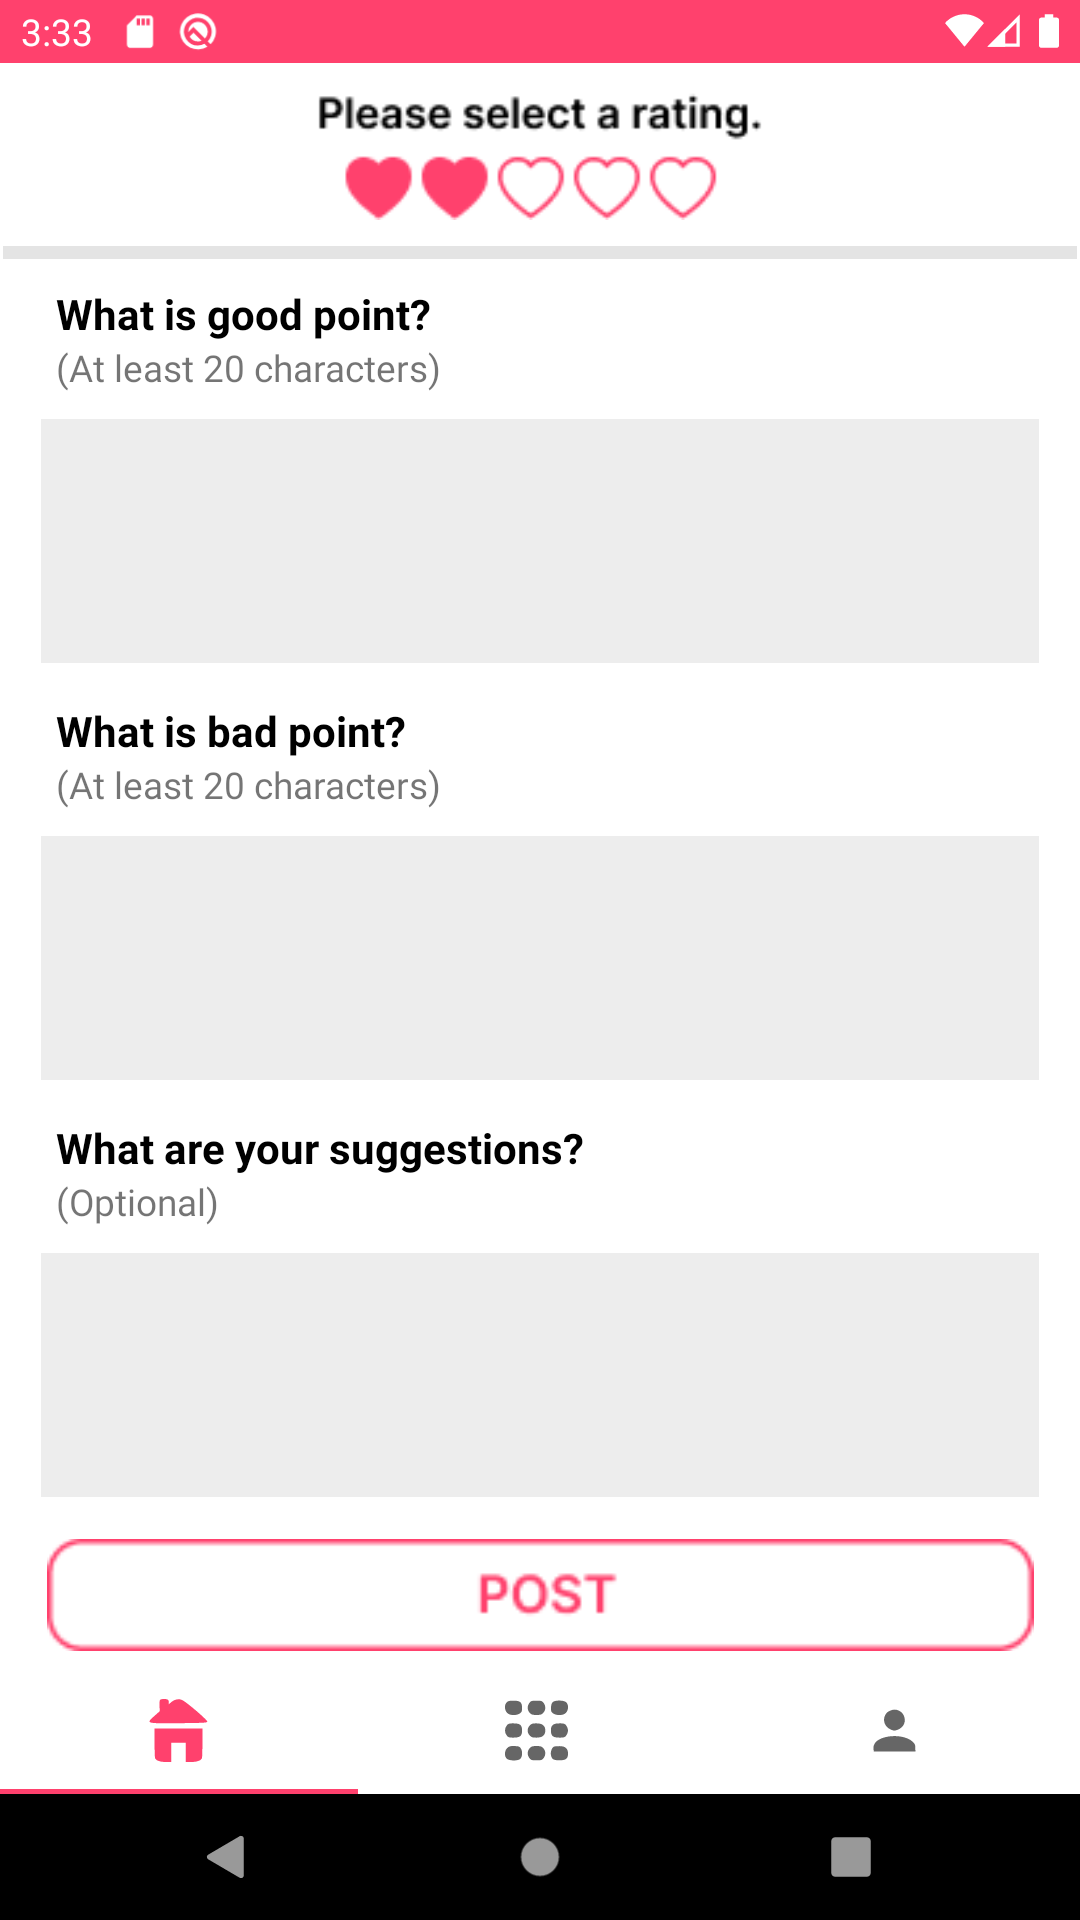 3:33
Please select a rating.
What is good point?
(At least 20 characters)
What is bad point?
(At least 20 characters)
What are your suggestions?
(Optional)
POST